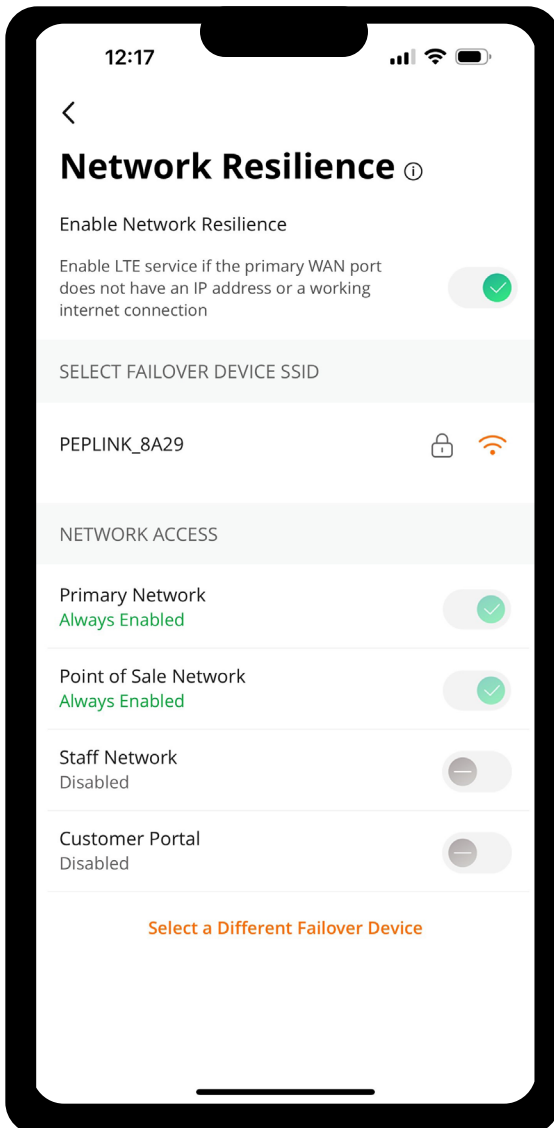 12:17
Network Resilience
Enable Network Resilience
Enable LTE service if the primary WAN port
does not have an IP address or a working
internet connection
SELECT FAILOVER DEVICE SSID
PEPLINK_8A29
NETWORK ACCESS
Primary Network
Always Enabled
Point of Sale Network
Always Enabled
Staff Network
Disabled
Customer Portal
Disabled
Select a Different Failover Device